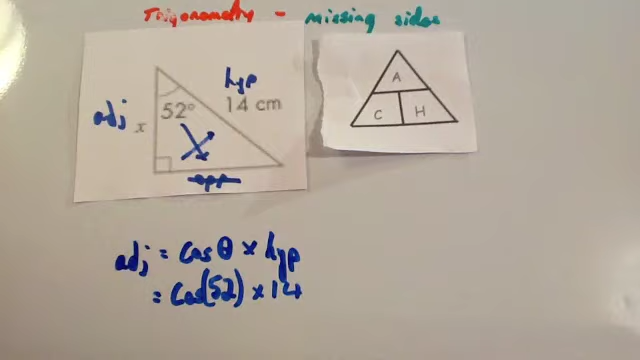 Trigonometry - missing sides
hyp
adj
52°
14 cm
x
opp
A
C H
adj = Cos θ × hyp
= Cos(52) × 14